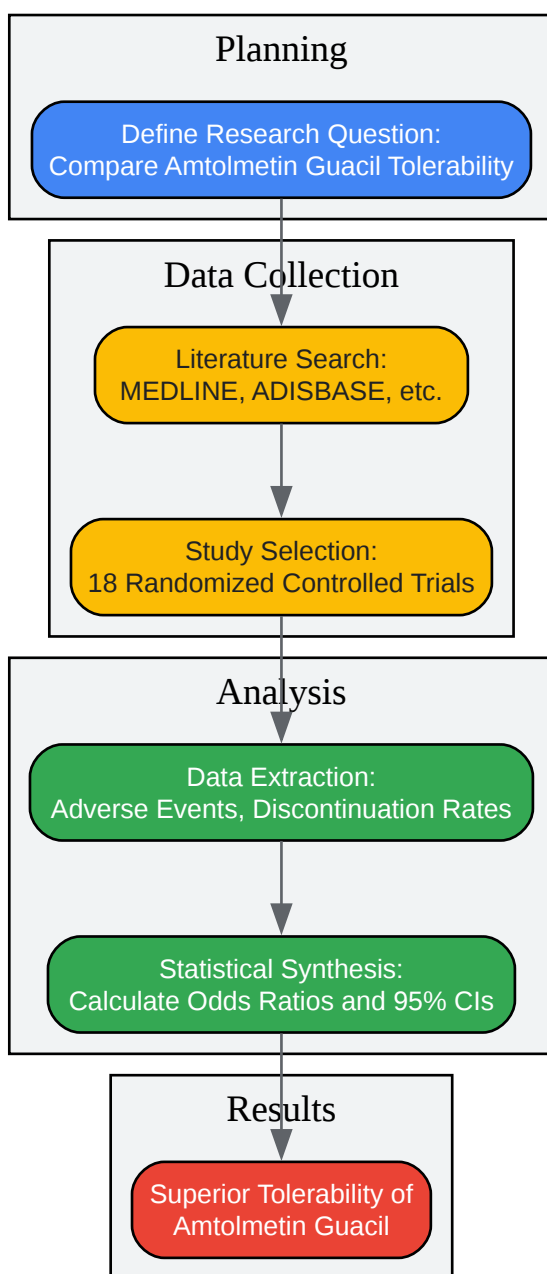 Planning
Define Research Question:
Compare Amtolmetin Guacil Tolerability
Data Collection
Literature Search:
MEDLINE, ADISBASE, etc.
Study Selection:
18 Randomized Controlled Trials
Analysis
Data Extraction:
Adverse Events, Discontinuation Rates
Statistical Synthesis:
Calculate Odds Ratios and 95% CIs
Results
Superior Tolerability of
Amtolmetin Guacil